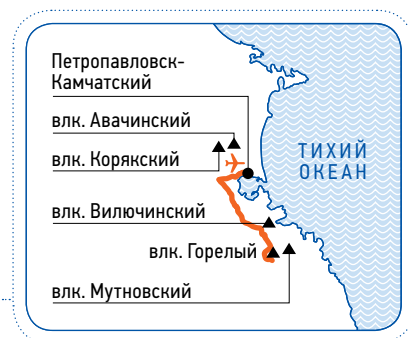 Петропавловск-
Камчатский
влк. Авачинский
влк. Корякский
ТИХИЙ
ОКЕАН
влк. Вилючинский
влк. Горелый
влк. Мутновский